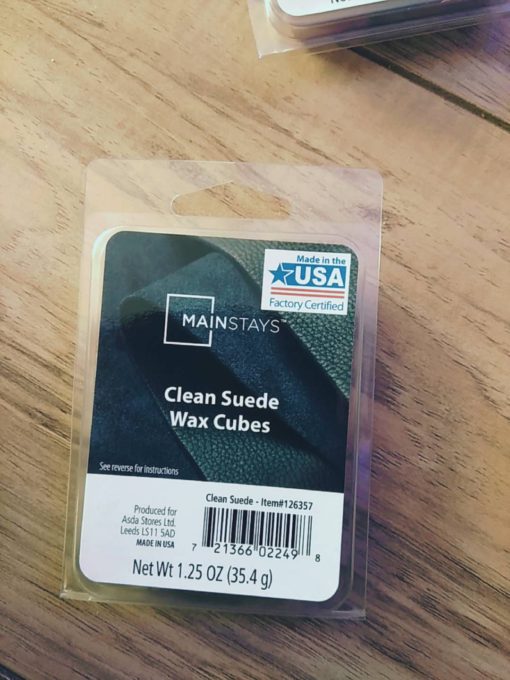 Made in the
USA
Factory Certified
MAINSTAYS™
Clean Suede
Wax Cubes
See reverse for Instructions
Clean Suede - Item#126357
Produced for
Asda Stores Ltd.
Leeds LS11 5AD
MADE IN USA
7 21366 02249 8
Net Wt 1.25 OZ (35.4 g)